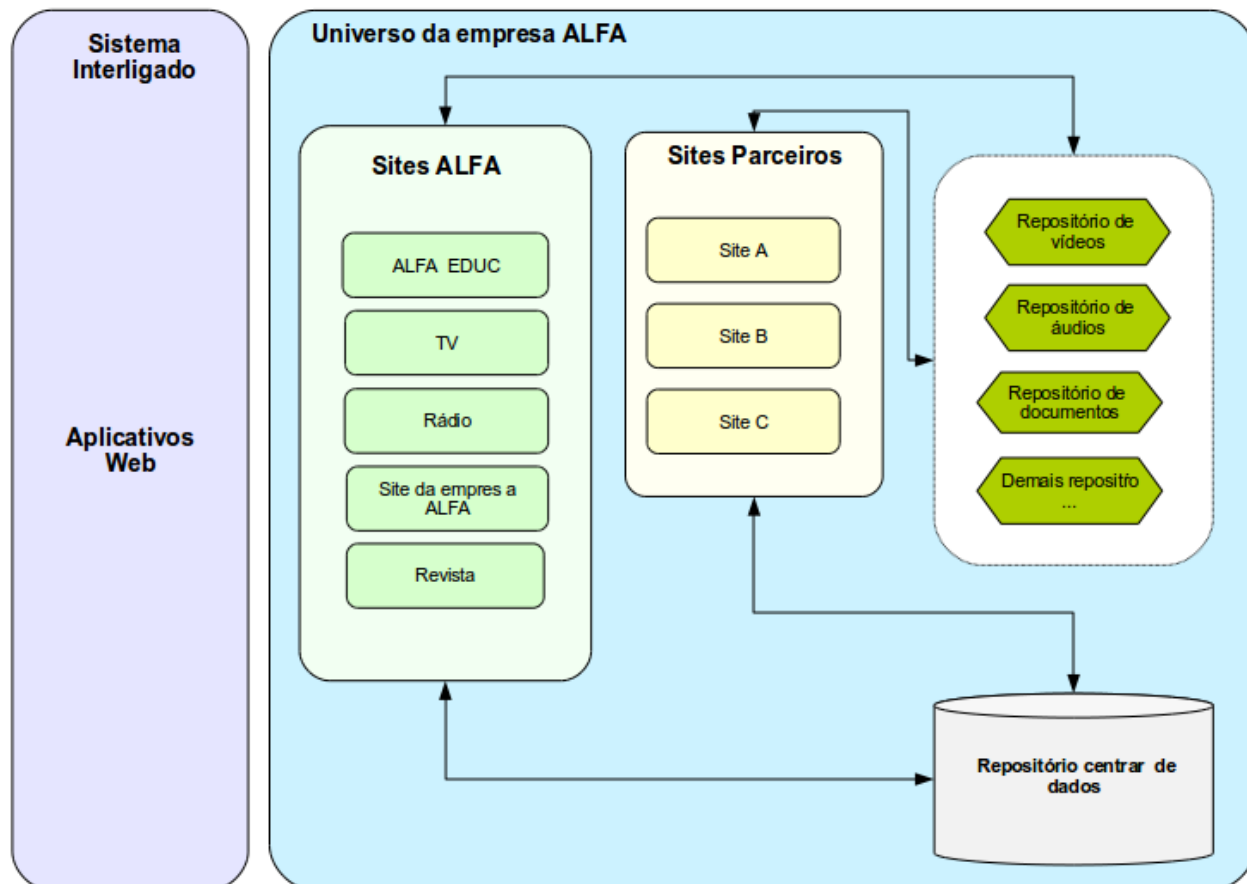 Sistema
Interligado
Aplicativos
Web
Universo da empresa ALFA
Sites ALFA
ALFA EDUC
TV
Rádio
Site da empres a
ALFA
Revista
Sites Parceiros
Site A
Site B
Site C
Repositório de
vídeos
Repositório de
áudios
Repositório de
documentos
Demais repositŕo
...
Repositório centrar de
dados